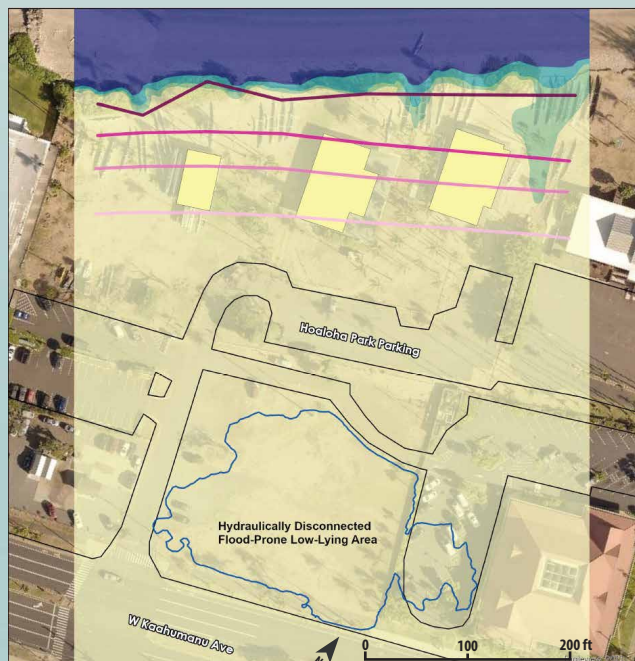 Hoaloha Park Parking
Hydraulically Disconnected
Flood-Prone Low-Lying Area
W Kaahumanu Ave
0 100 200 ft